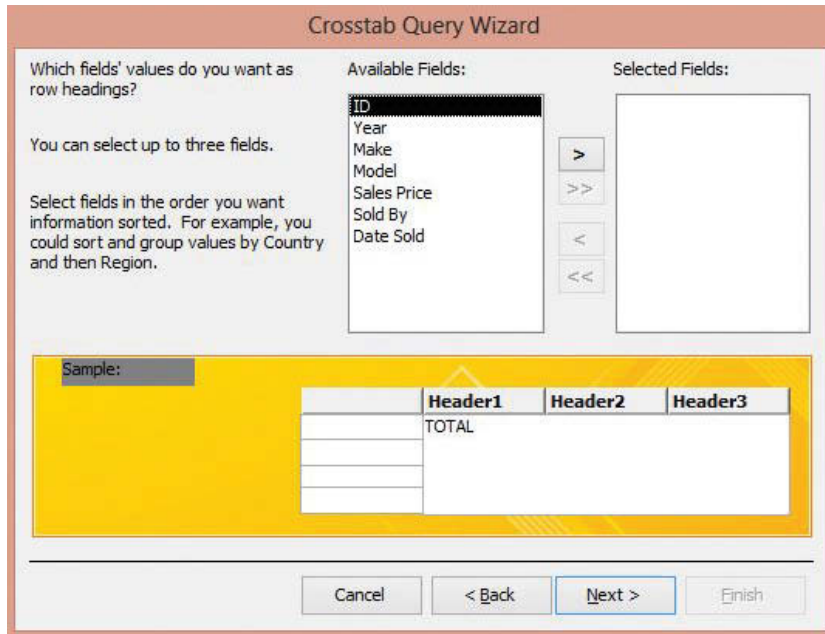 Crosstab Query Wizard
Which fields' values do you want as
row headings?
You can select up to three fields.
Select fields in the order you want
information sorted. For example, you
could sort and group values by Country
and then Region.
Available Fields:
ID
Year
Make
Model
Sales Price
Sold By
Date Sold
>
>>
<
<<
Selected Fields:
Sample:
Header1 Header2 Header3
TOTAL
Cancel
< Back
Next >
Finish